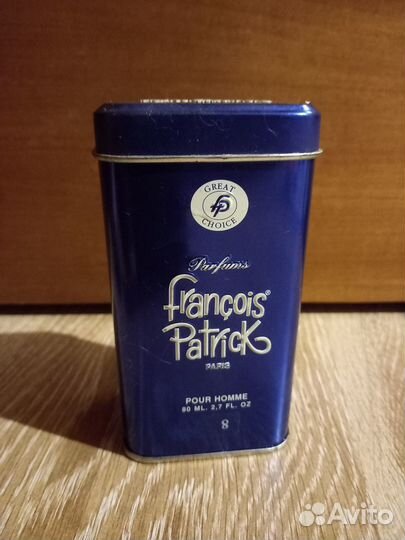 GREAT
FP
CHOICE
Parfums
François®
Patrick
PARIS
POUR HOMME
80 ML. 2,7 FL. OZ
8
Avito